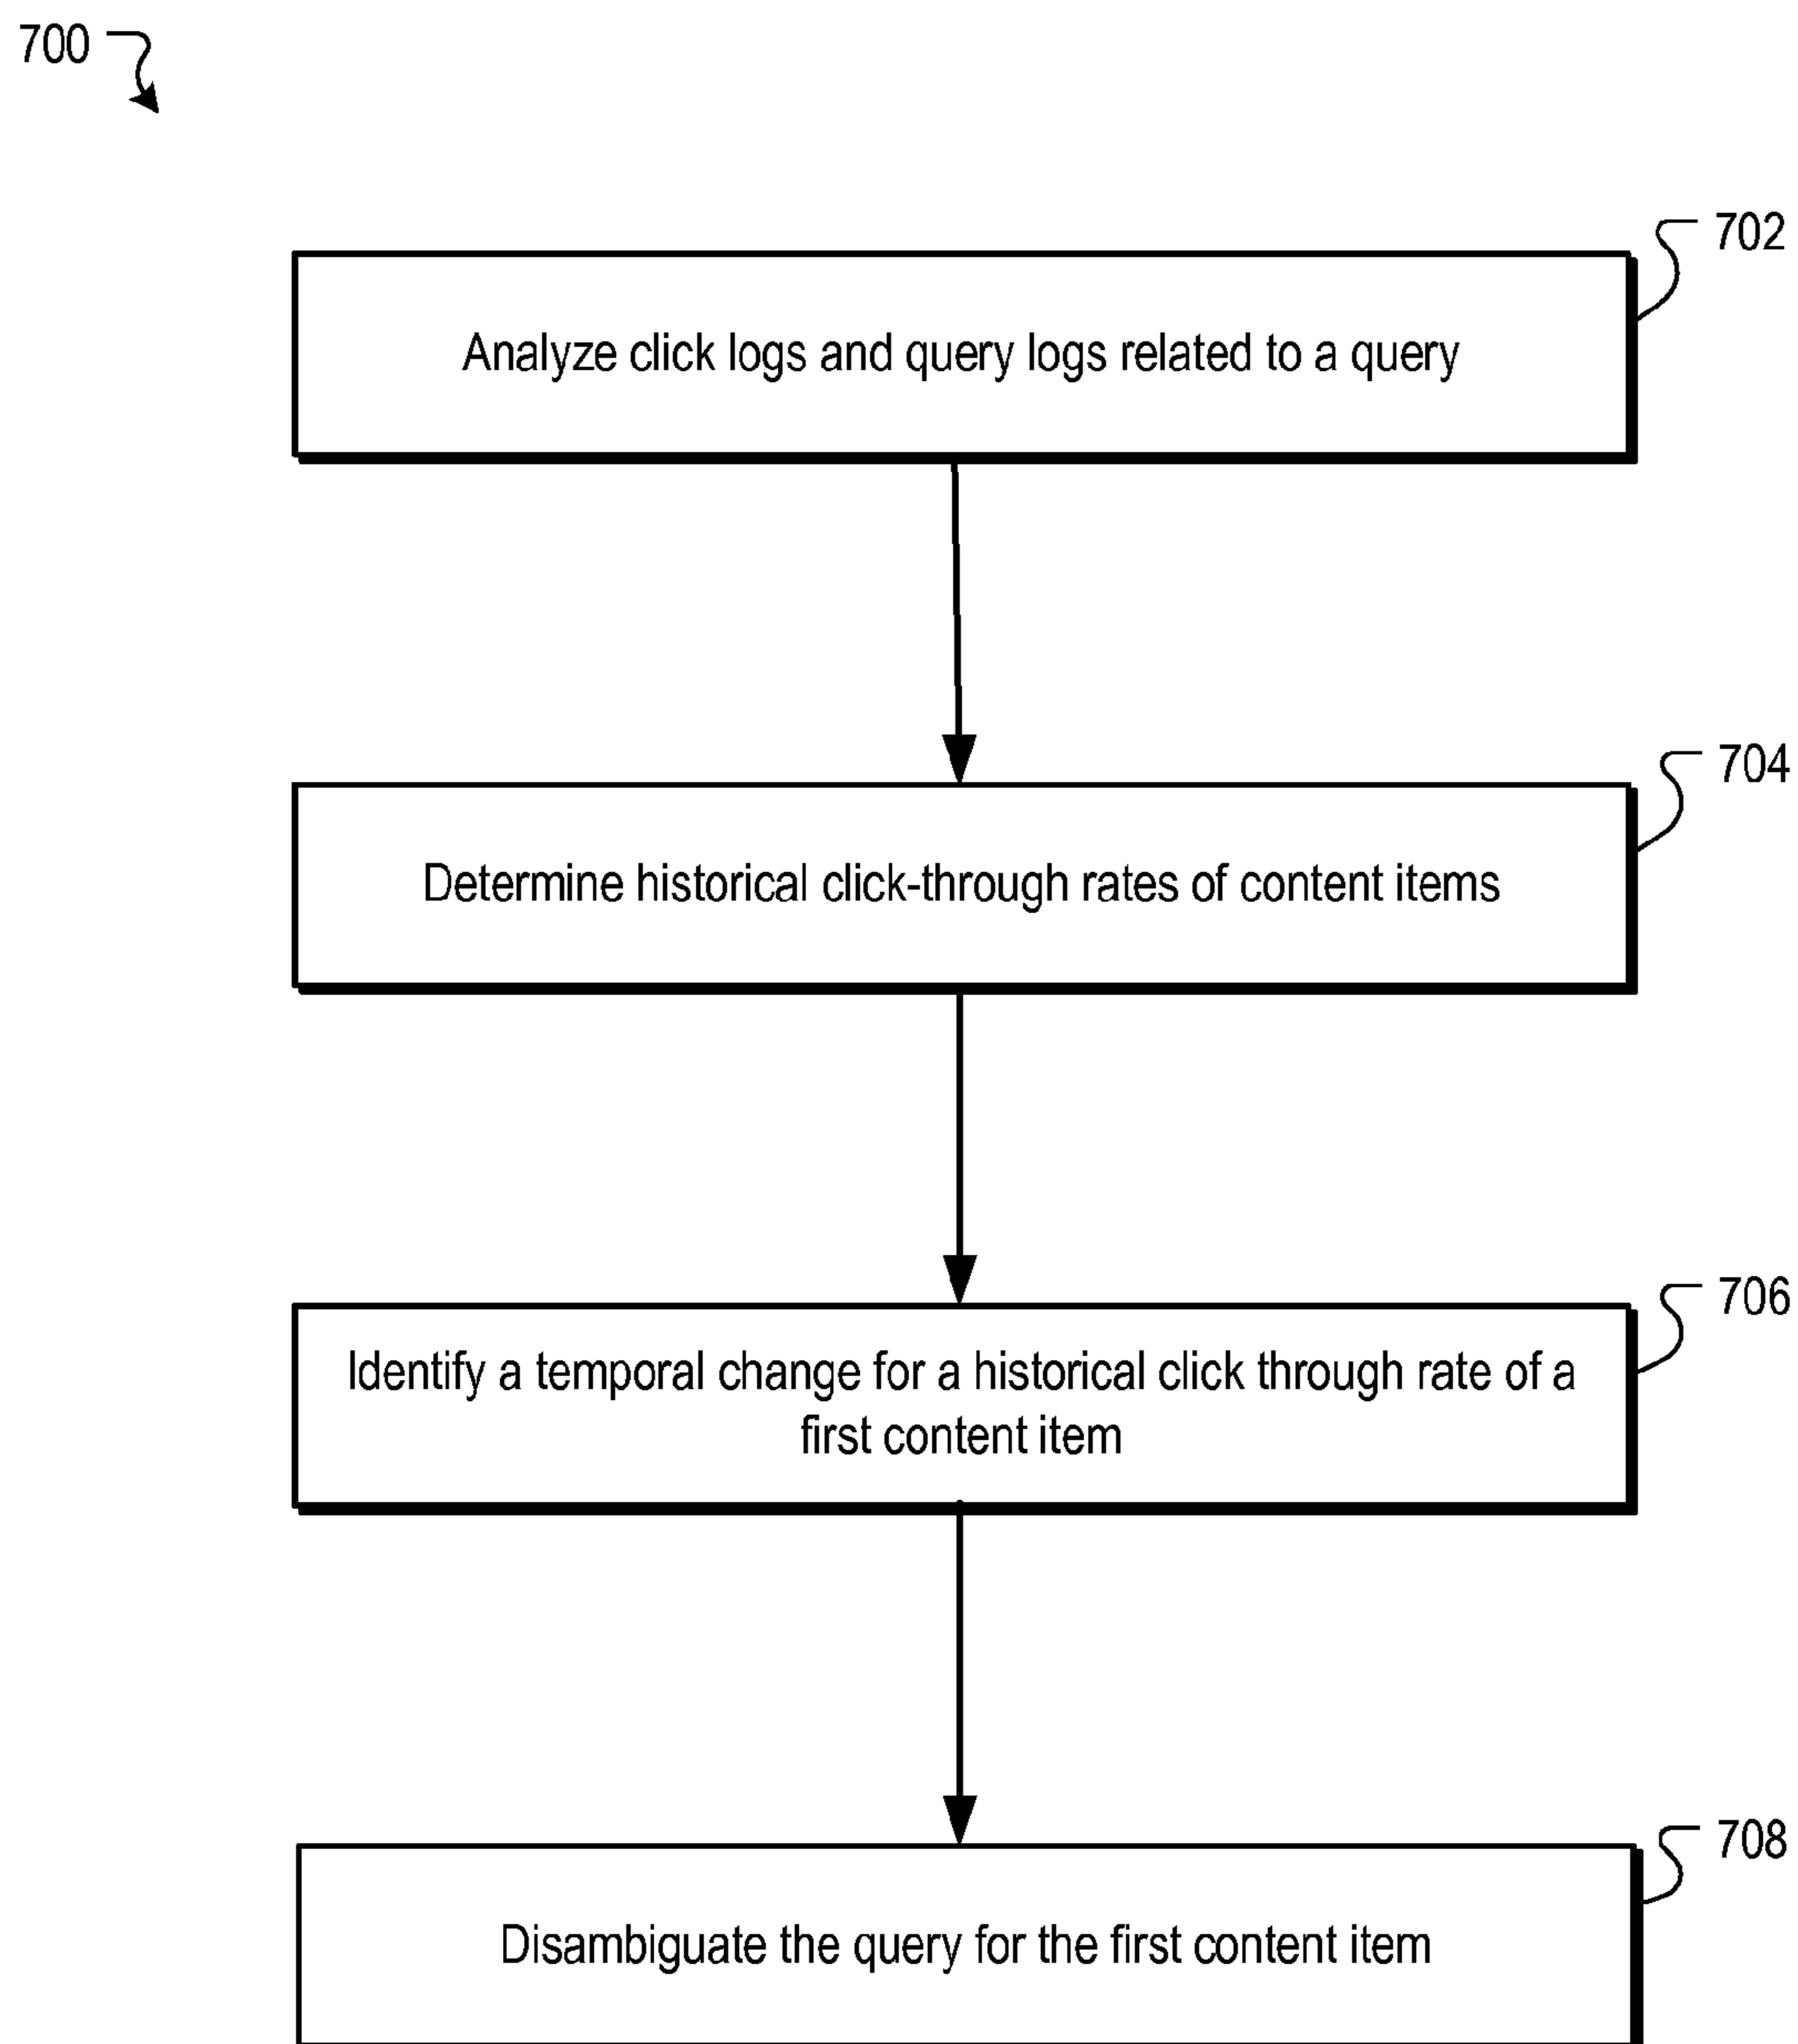 700
702
Analyze click logs and query logs related to a query
704
Determine historical click-through rates of content items
706
Identify a temporal change for a historical click through rate of a
first content item
708
Disambiguate the query for the first content item